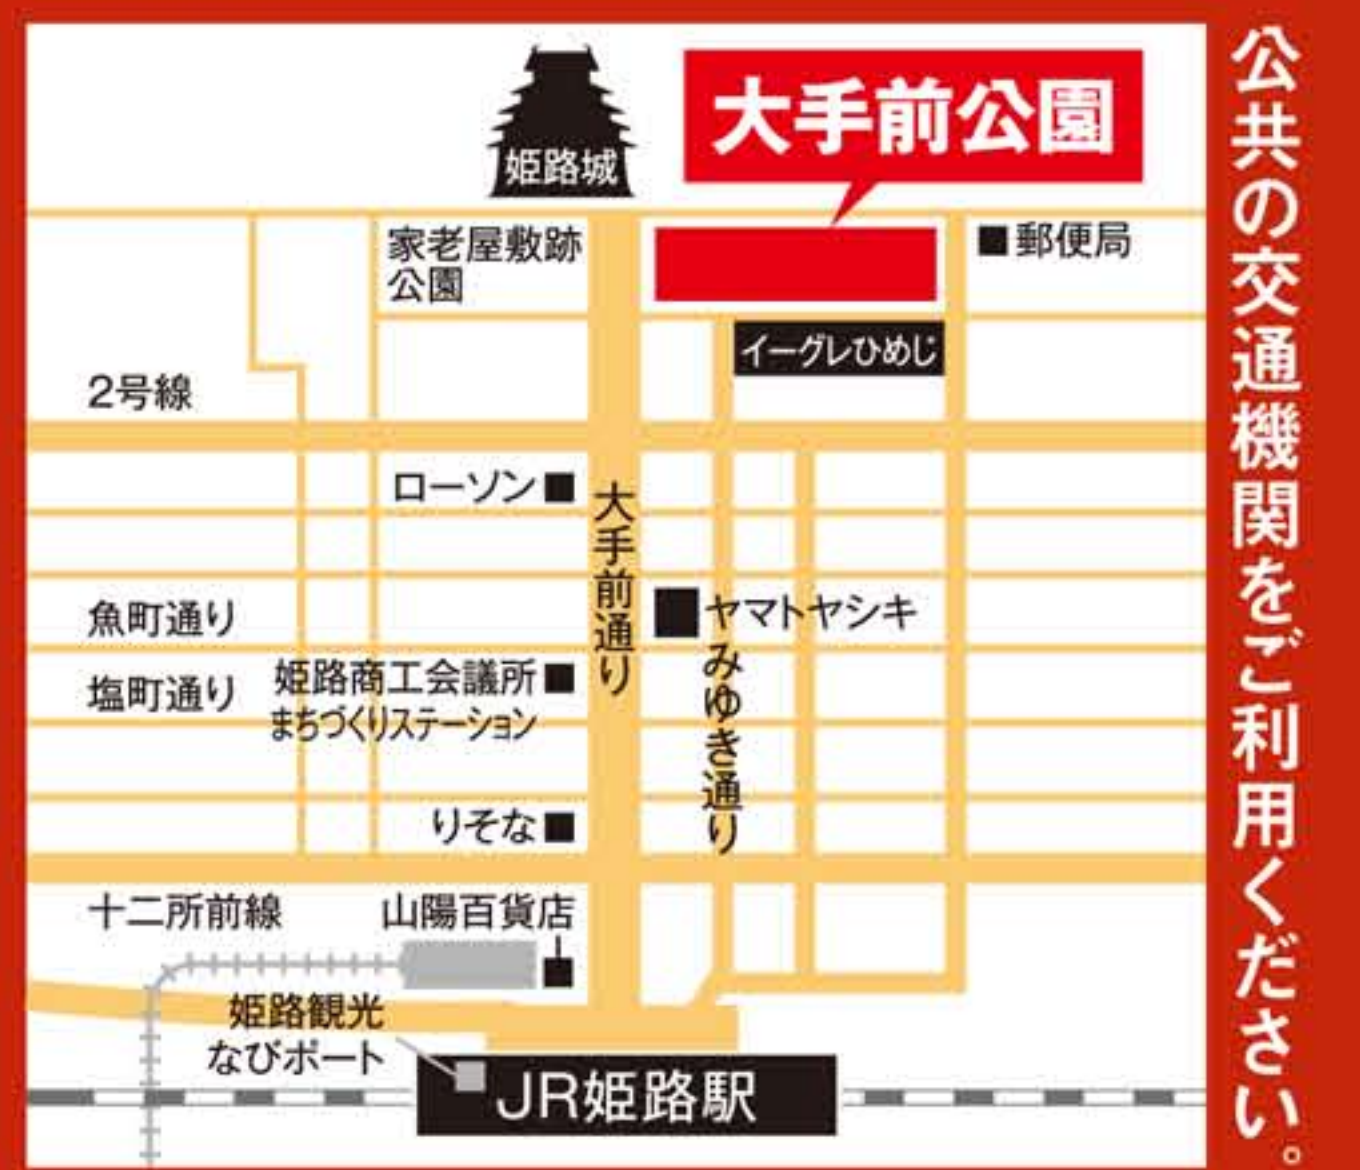 大手前公園
姫路城
家老屋敷跡
公園
■郵便局
イーグレひめじ
2号線
ローソン■
大手前通り
魚町通り
■ヤマトヤシキ
塩町通り
姫路商工会議所■
まちづくりステーション
みゆき通り
りそな■
十二所前線
山陽百貨店
姫路観光
なびポート
JR姫路駅
公共の交通機関をご利用ください。